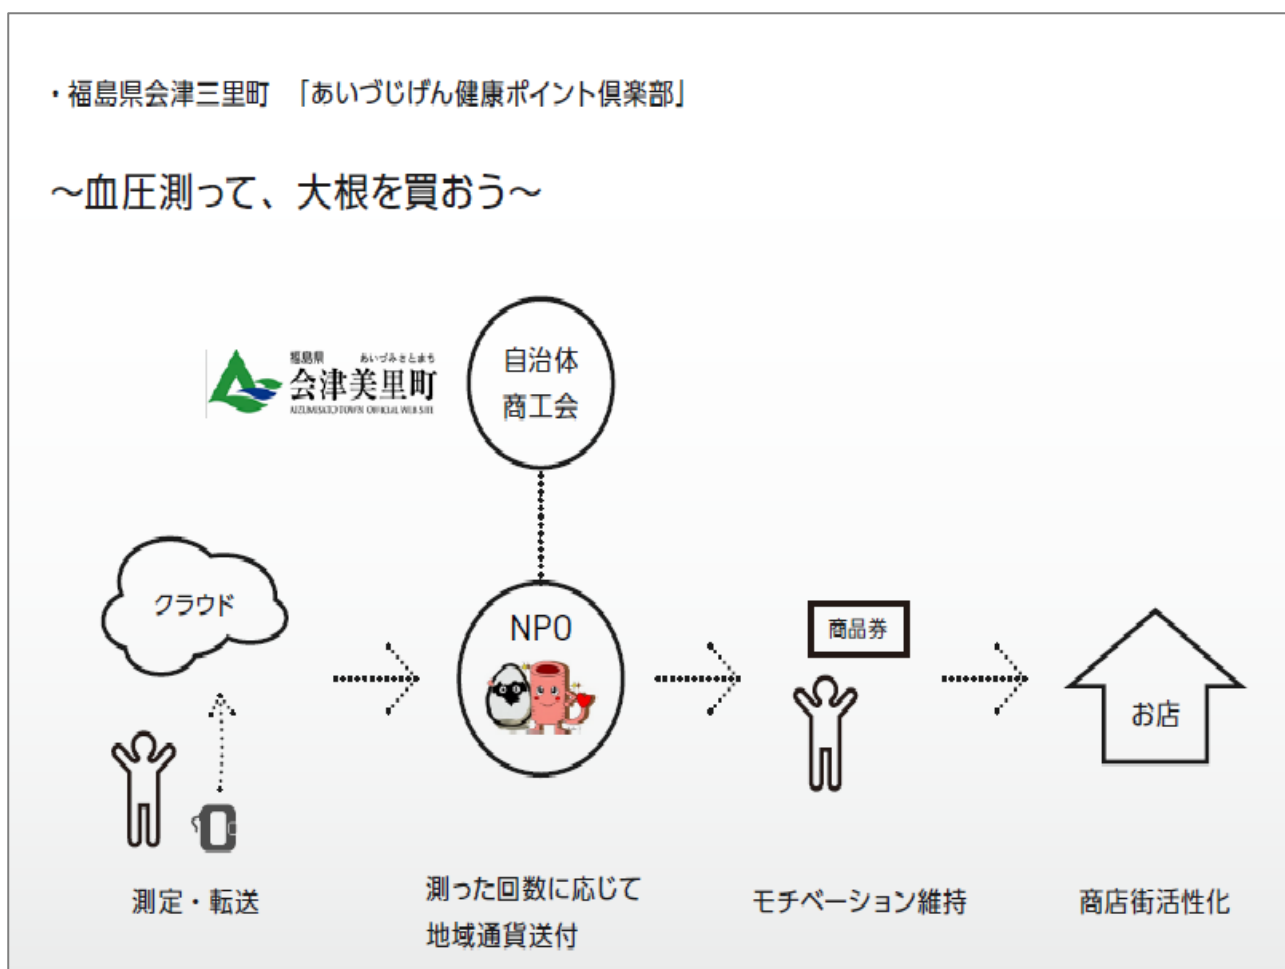 ・福島県会津三里町 「あいづじげん健康ポイント倶楽部」
～血圧測って、大根を買おう～
福島県 あいづみさとまち
会津美里町
AIZUMISATO TOWN OFFICIAL WEB SITE
自治体
商工会
クラウド
NPO
商品券
お店
測定・転送
測った回数に応じて
地域通貨送付
モチベーション維持
商店街活性化